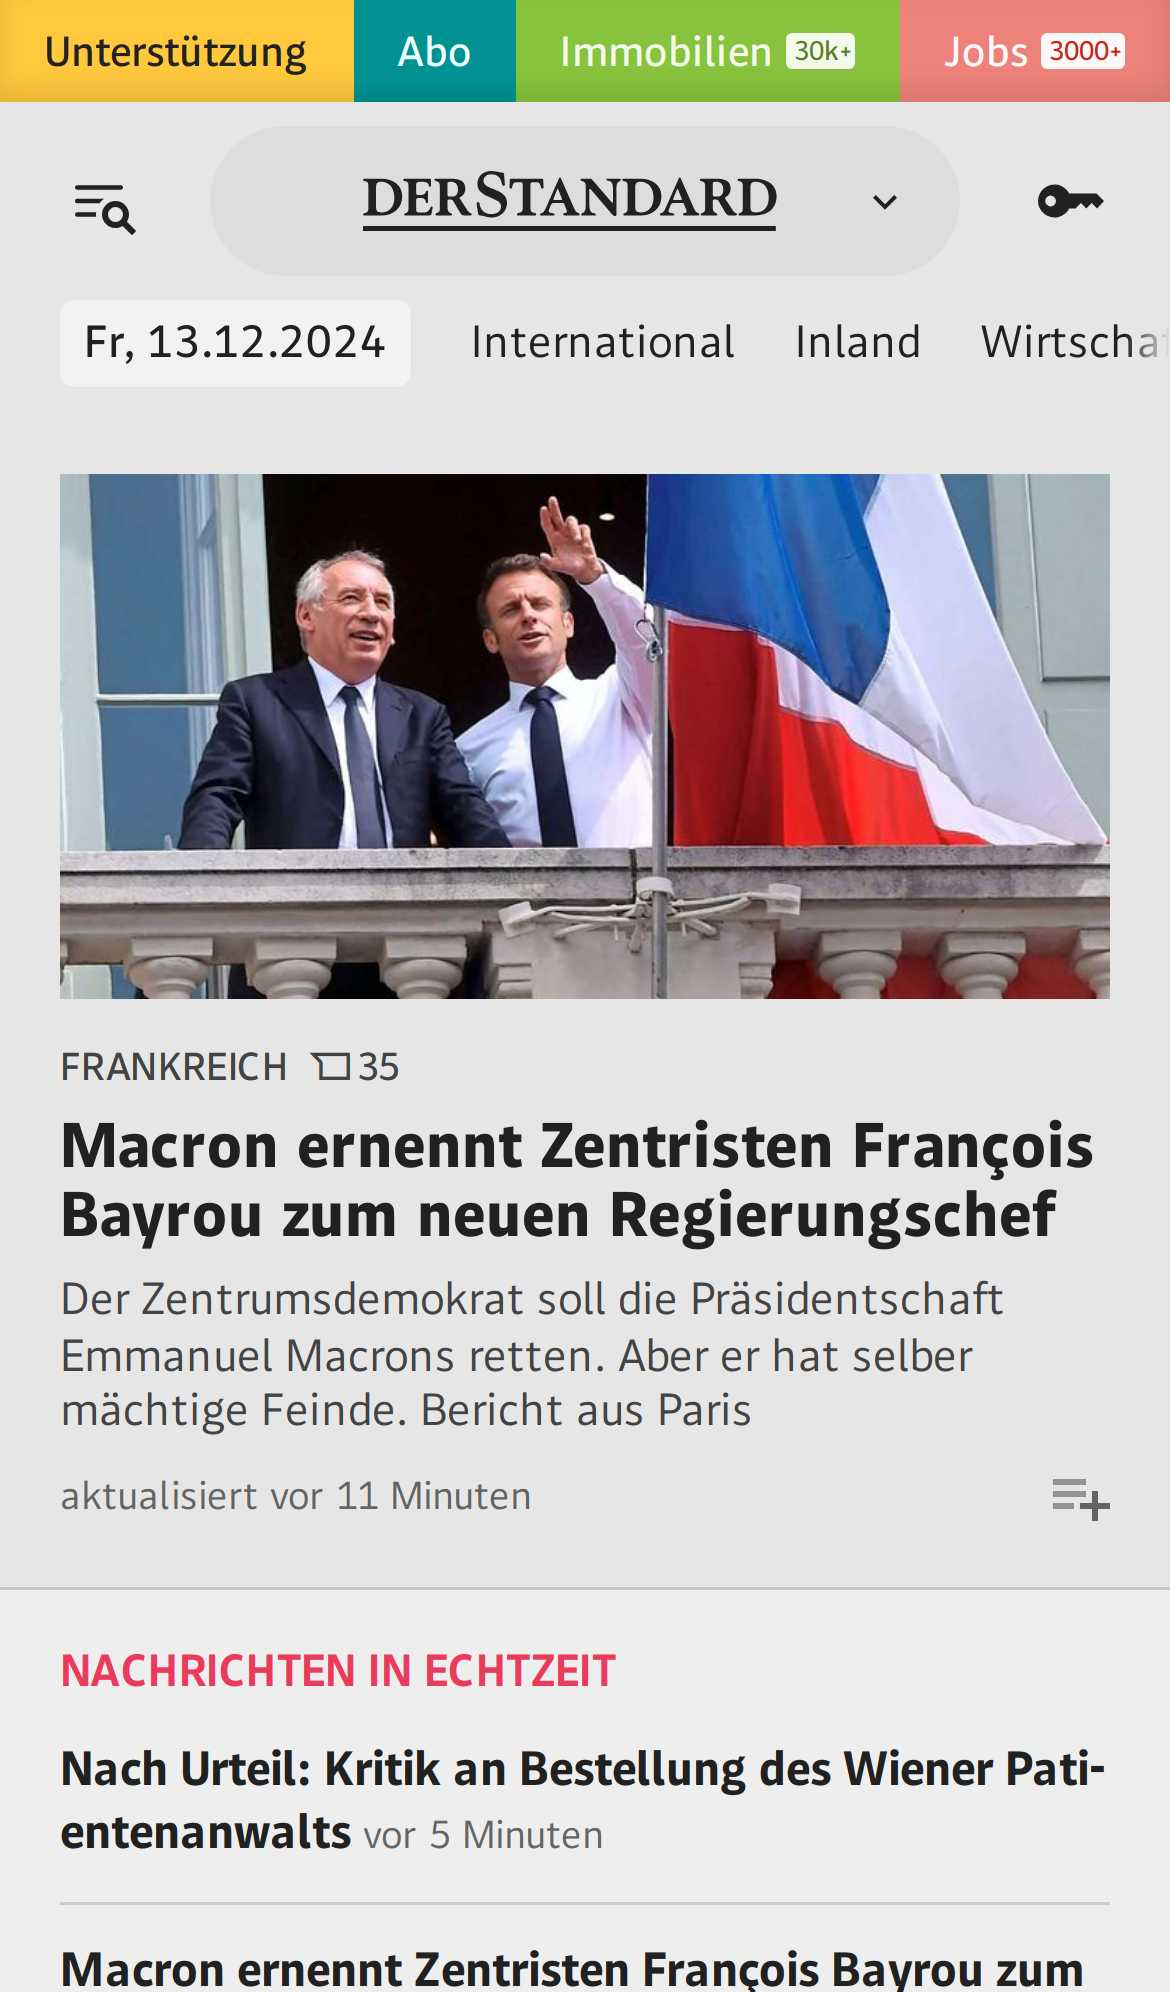 Unterstützung Abo Immobilien 30k+ Jobs 3000+
DERSTANDARD
Fr, 13.12.2024 International Inland Wirtscha
FRANKREICH 35
Macron ernennt Zentristen François
Bayrou zum neuen Regierungschef
Der Zentrumsdemokrat soll die Präsidentschaft
Emmanuel Macrons retten. Aber er hat selber
mächtige Feinde. Bericht aus Paris
aktualisiert vor 11 Minuten
NACHRICHTEN IN ECHTZEIT
Nach Urteil: Kritik an Bestellung des Wiener Pati-
entenanwalts vor 5 Minuten
Macron ernennt Zentristen François Bayrou zum